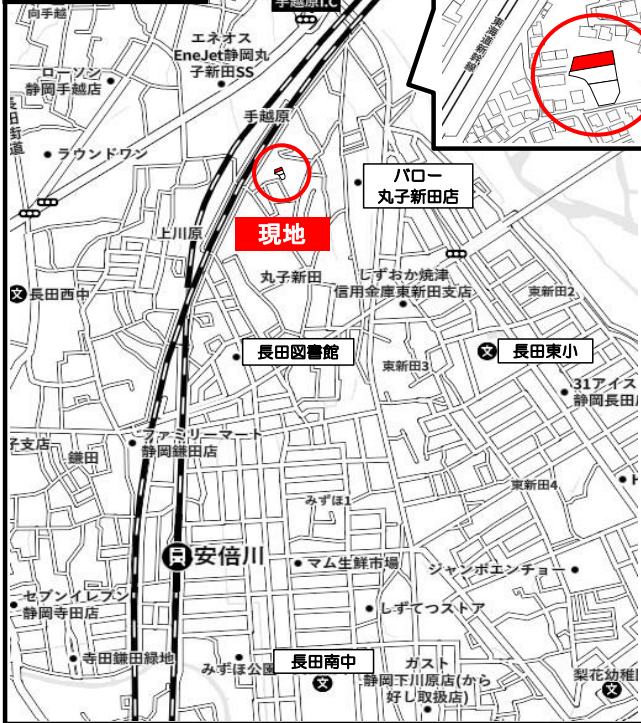 手越原I.C
向手越
エネオス
EneJet静岡丸
子新田SS
東海道新幹線
ローソン
静岡手越店
長田街道
手越原
ラウンドワン
バロー
丸子新田店
上川原
現地
丸子新田
しずおか焼津
信用金庫東新田支店
長田西中
東新田2
長田図書館
長田東小
東新田3
31アイス
静岡長田
ファミリーマート
静岡鎌田店
子支店
鎌田
東新田4
みずほ1
安倍川
マム生鮮市場
ジャンボエンチョー
セブンイレブン
静岡寺田店
しずてつストア
寺田鎌田緑地
みずほ公園
長田南中
ガスト
静岡下川原店(から
好し取扱店)
梨花幼稚